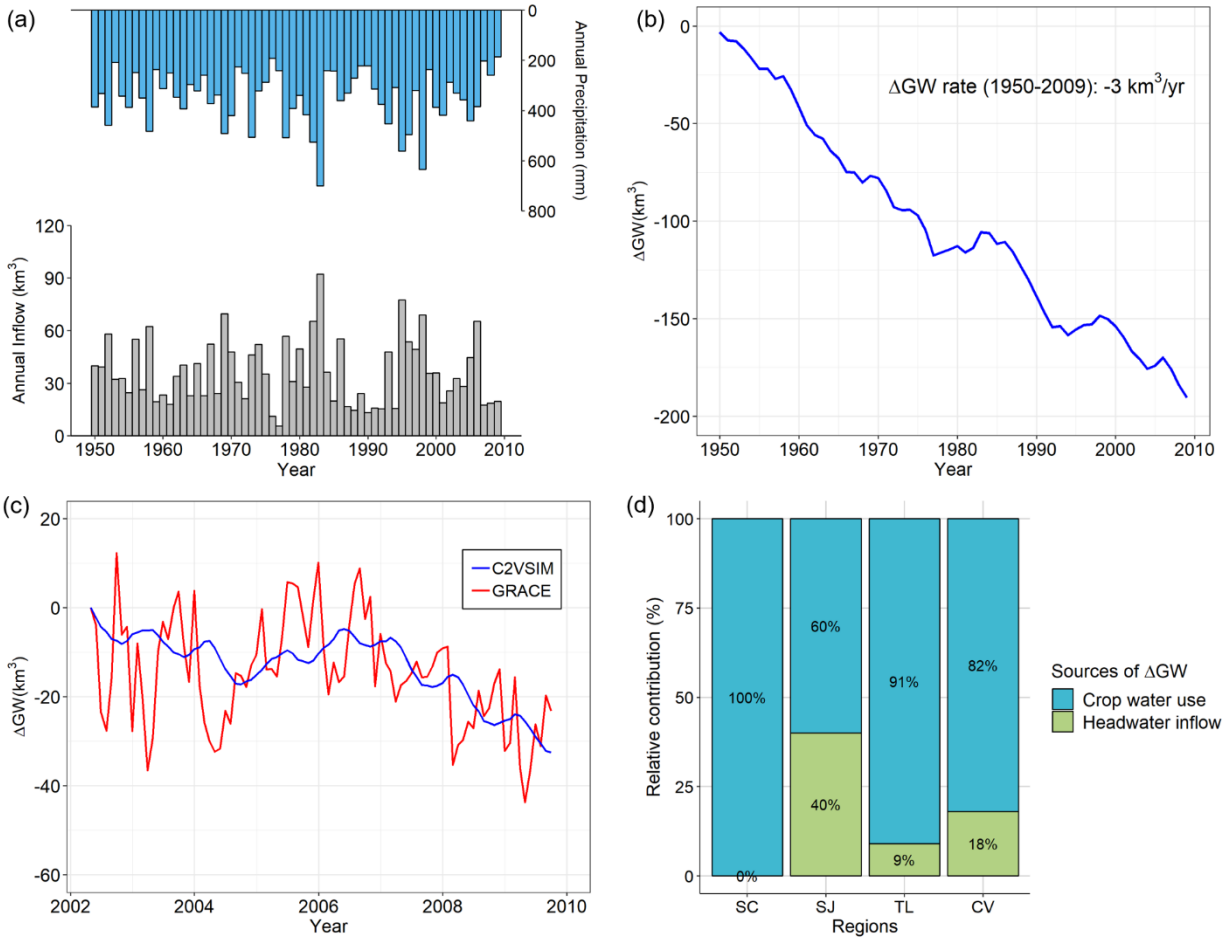 (a)
0
200
400
600
800
Annual Precipitation (mm)
120
90
60
30
0
Annual Inflow (km³)
1950 1960 1970 1980 1990 2000 2010
Year
(b)
0
-50
-100
-150
-200
ΔGW(km³)
ΔGW rate (1950-2009): -3 km³/yr
1950 1960 1970 1980 1990 2000 2010
Year
(c)
20
0
-20
-40
-60
ΔGW(km³)
C2VSIM
GRACE
2002 2004 2006 2008 2010
Year
(d)
100
75
50
25
0
Relative contribution (%)
100%
0%
60%
40%
91%
9%
82%
18%
SC SJ TL CV
Regions
Sources of ΔGW
Crop water use
Headwater inflow